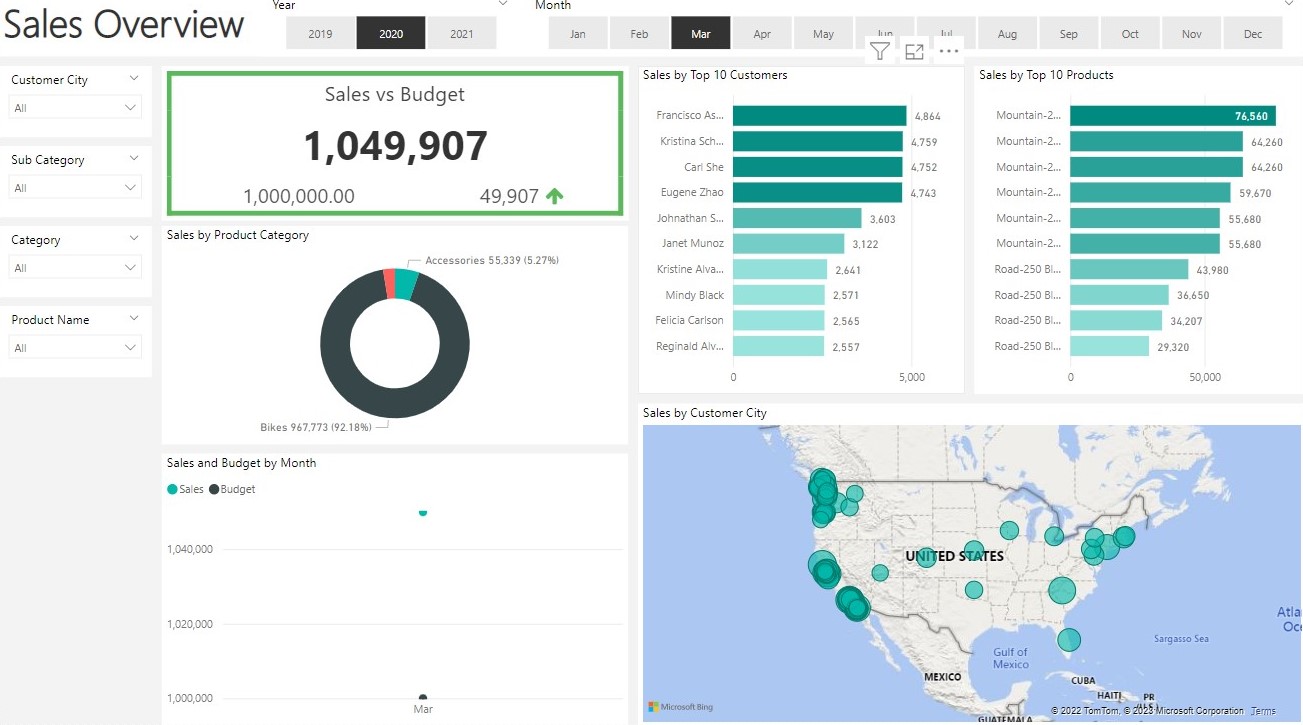 Sales Overview
Year
2019
2020
2021
Month
Jan
Feb
Mar
Apr
May
Jun
Jul
Aug
Sep
Oct
Nov
Dec
Customer City
All
Sub Category
All
Category
All
Product Name
All
Sales vs Budget
1,049,907
1,000,000.00
49,907
Sales by Product Category
Accessories 55,339 (5.27%)
Bikes 967,773 (92.18%)
Sales and Budget by Month
Sales
Budget
1,040,000
1,020,000
1,000,000
Mar
Sales by Top 10 Customers
Francisco As... 4,864
Kristina Sch... 4,759
Carl She 4,752
Eugene Zhao 4,743
Johnathan S... 3,603
Janet Munoz 3,122
Kristine Alva... 2,641
Mindy Black 2,571
Felicia Carlson 2,565
Reginald Alv... 2,557
0 5,000
Sales by Top 10 Products
Mountain-2... 76,560
Mountain-2... 64,260
Mountain-2... 64,260
Mountain-2... 59,670
Mountain-2... 55,680
Mountain-2... 55,680
Road-250 Bl... 43,980
Road-250 Bl... 36,650
Road-250 Bl... 34,207
Road-250 Bl... 29,320
0 50,000
Sales by Customer City
UNITED STATES
Atla
Oc
Sargasso Sea
Gulf of
Mexico
MEXICO
CUBA
HAITI
PR
(U.S.)
GUATEMALA
Microsoft Bing
© 2022 TomTom, © 2023 Microsoft Corporation Terms